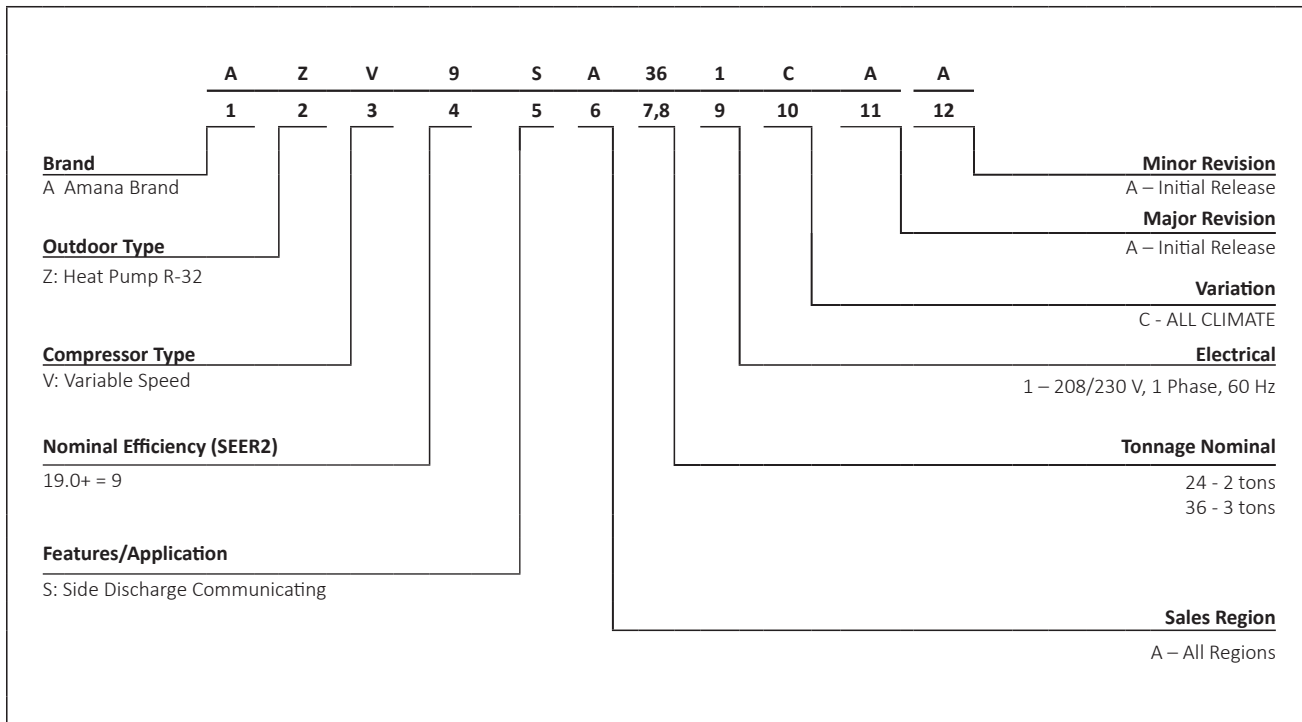 A Z V 9 S A 36 1 C A A
1 2 3 4 5 6 7,8 9 10 11 12
Brand
A Amana Brand
Outdoor Type
Z: Heat Pump R-32
Compressor Type
V: Variable Speed
Nominal Efficiency (SEER2)
19.0+ = 9
Features/Application
S: Side Discharge Communicating
Minor Revision
A – Initial Release
Major Revision
A – Initial Release
Variation
C - ALL CLIMATE
Electrical
1 – 208/230 V, 1 Phase, 60 Hz
Tonnage Nominal
24 - 2 tons
36 - 3 tons
Sales Region
A – All Regions